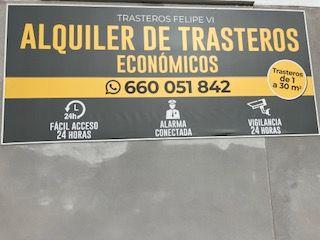 TRASTEROS FELIPE VI
ALQUILER DE TRASTEROS
ECONÓMICOS
660 051 842
Trasteros
de 1
a 30 m²
24h
FÁCIL ACCESO
24 HORAS
ALARMA
CONECTADA
VIGILANCIA
24 HORAS